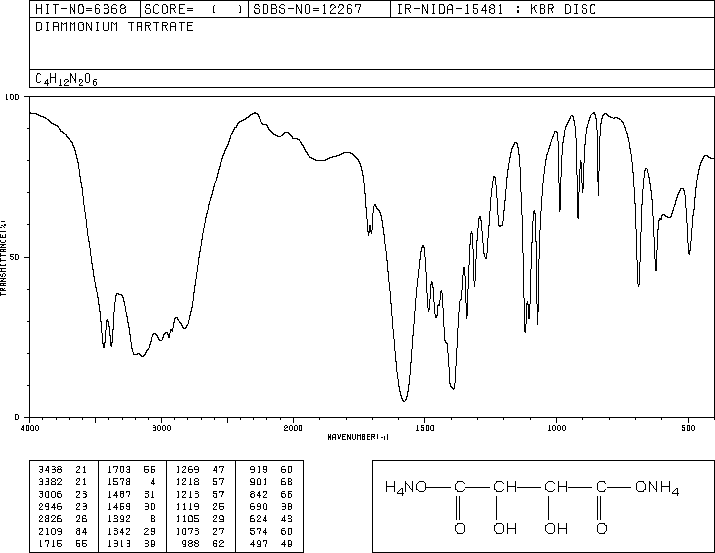 HIT-NO=6368 SCORE= ( ) SDBS-NO=12267 IR-NIDA-15481 : KBR DISC
DIAMMONIUM TARTRATE
C4H12N2O6
100
TRANSMITTANCE(%)
50
0
4000 3000 2000 1500 1000 500
WAVENUMBER(-1)
3438 21 1703 56 1269 47 919 60
3382 21 1578 4 1218 57 901 68
3006 23 1487 31 1213 57 842 66
2946 23 1459 30 1119 26 690 38
2826 26 1392 8 1105 29 624 43
2109 84 1342 29 1073 27 574 60
1715 55 1313 39 988 62 497 49
H4NO C CH CH C ONH4
O OH OH O